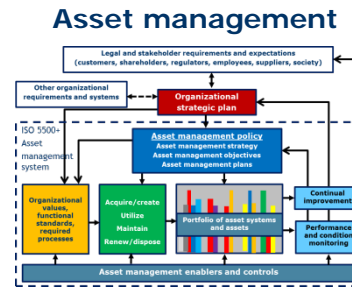 Asset management
Legal and stakeholder requirements and expectations
(customers, shareholders, regulators, employees, suppliers, society)
Other organizational
requirements and systems
Organizational
strategic plan
ISO 5500+
Asset
management
system
Asset management policy
Asset management strategy
Asset management objectives
Asset management plans
Organizational
values,
functional
standards,
required
processes
Acquire/create
Utilize
Maintain
Renew/dispose
Portfolio of asset systems
and assets
Continual
improvement
Performance
and condition
monitoring
Asset management enablers and controls